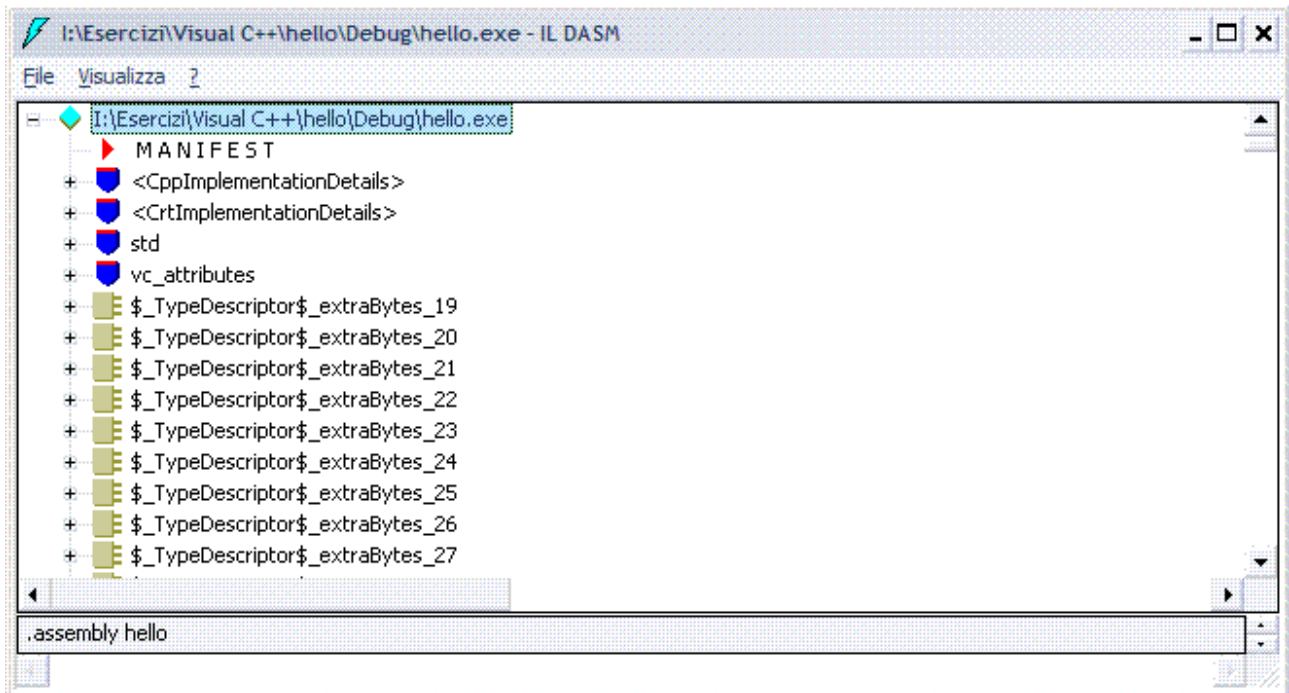 I:\Esercizi\Visual C++\hello\Debug\hello.exe - IL DASM
File Visualizza ?
I:\Esercizi\Visual C++\hello\Debug\hello.exe
M A N I F E S T
<CppImplementationDetails>
<CrtImplementationDetails>
std
vc_attributes
$_TypeDescriptor$_extraBytes_19
$_TypeDescriptor$_extraBytes_20
$_TypeDescriptor$_extraBytes_21
$_TypeDescriptor$_extraBytes_22
$_TypeDescriptor$_extraBytes_23
$_TypeDescriptor$_extraBytes_24
$_TypeDescriptor$_extraBytes_25
$_TypeDescriptor$_extraBytes_26
$_TypeDescriptor$_extraBytes_27
.assembly hello